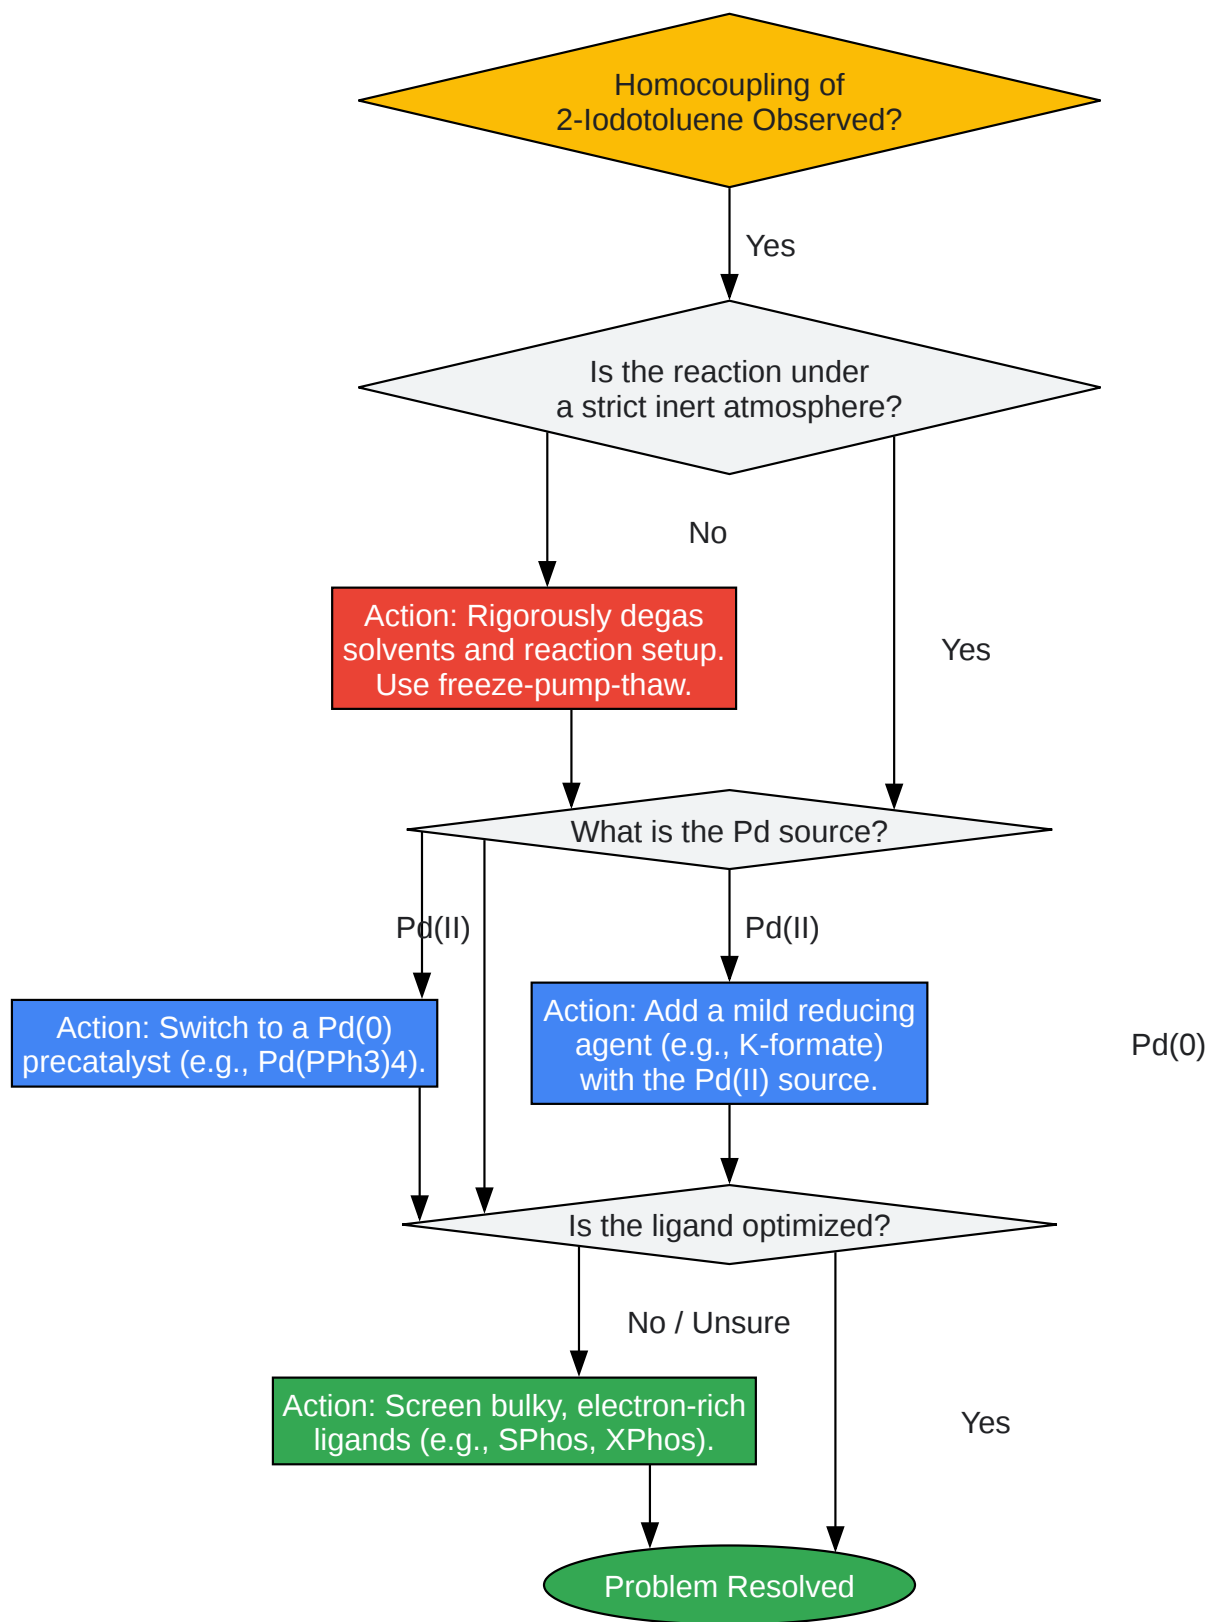 Homocoupling of
2-Iodotoluene Observed?
Yes
Is the reaction under
a strict inert atmosphere?
No
Action: Rigorously degas
solvents and reaction setup.
Use freeze-pump-thaw.
Yes
What is the Pd source?
Pd(II)
Pd(II)
Action: Switch to a Pd(0)
precatalyst (e.g., Pd(PPh3)4).
Action: Add a mild reducing
agent (e.g., K-formate)
with the Pd(II) source.
Pd(0)
Is the ligand optimized?
No / Unsure
Action: Screen bulky, electron-rich
ligands (e.g., SPhos, XPhos).
Yes
Problem Resolved